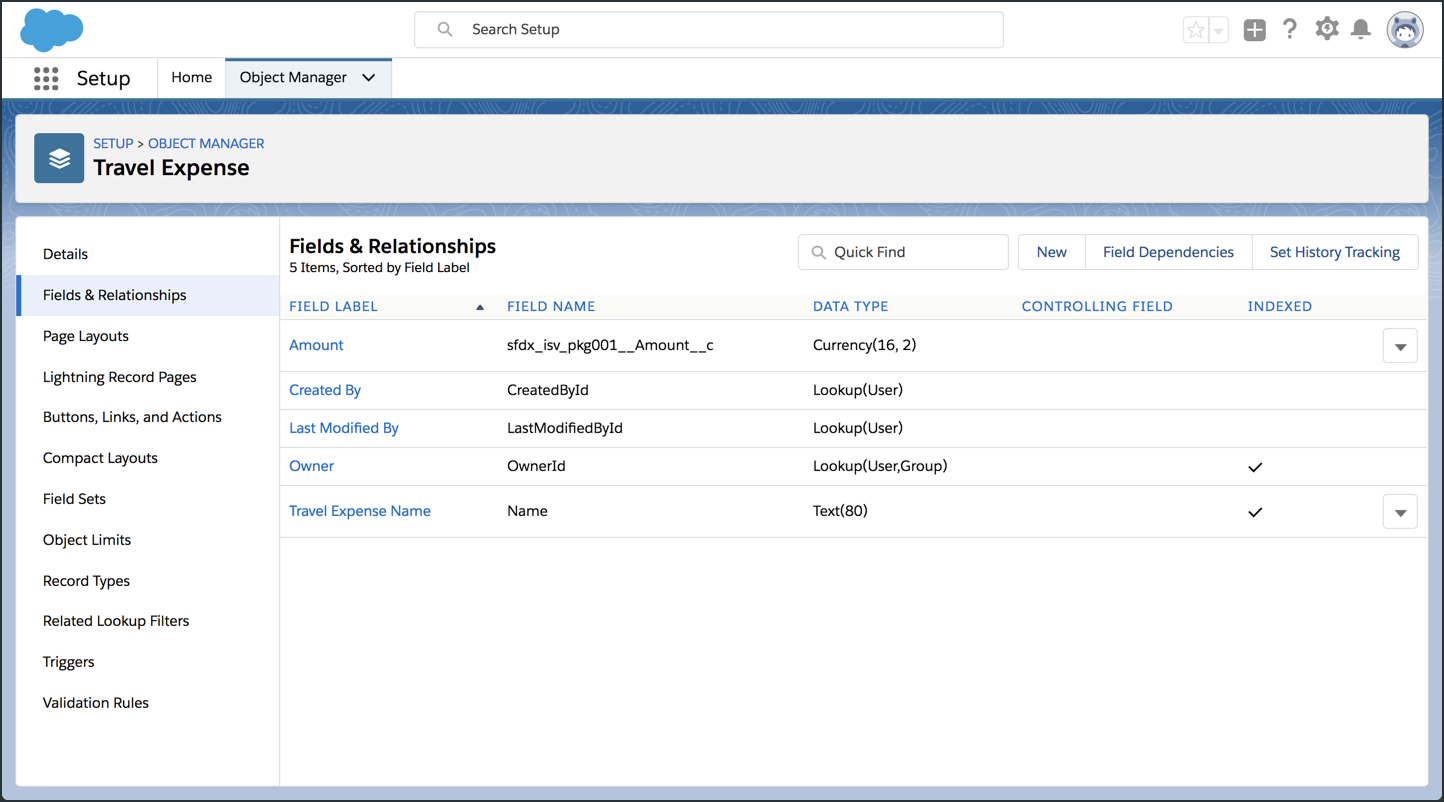 Search Setup
Setup
Home
Object Manager
SETUP > OBJECT MANAGER
Travel Expense
Details
Fields & Relationships
Page Layouts
Lightning Record Pages
Buttons, Links, and Actions
Compact Layouts
Field Sets
Object Limits
Record Types
Related Lookup Filters
Triggers
Validation Rules
Fields & Relationships
5 Items, Sorted by Field Label
Quick Find
New
Field Dependencies
Set History Tracking
FIELD LABEL FIELD NAME DATA TYPE CONTROLLING FIELD INDEXED
Amount sfdx_isv_pkg001__Amount__c Currency(16, 2)
Created By CreatedById Lookup(User)
Last Modified By LastModifiedById Lookup(User)
Owner OwnerId Lookup(User,Group)
Travel Expense Name Name Text(80)